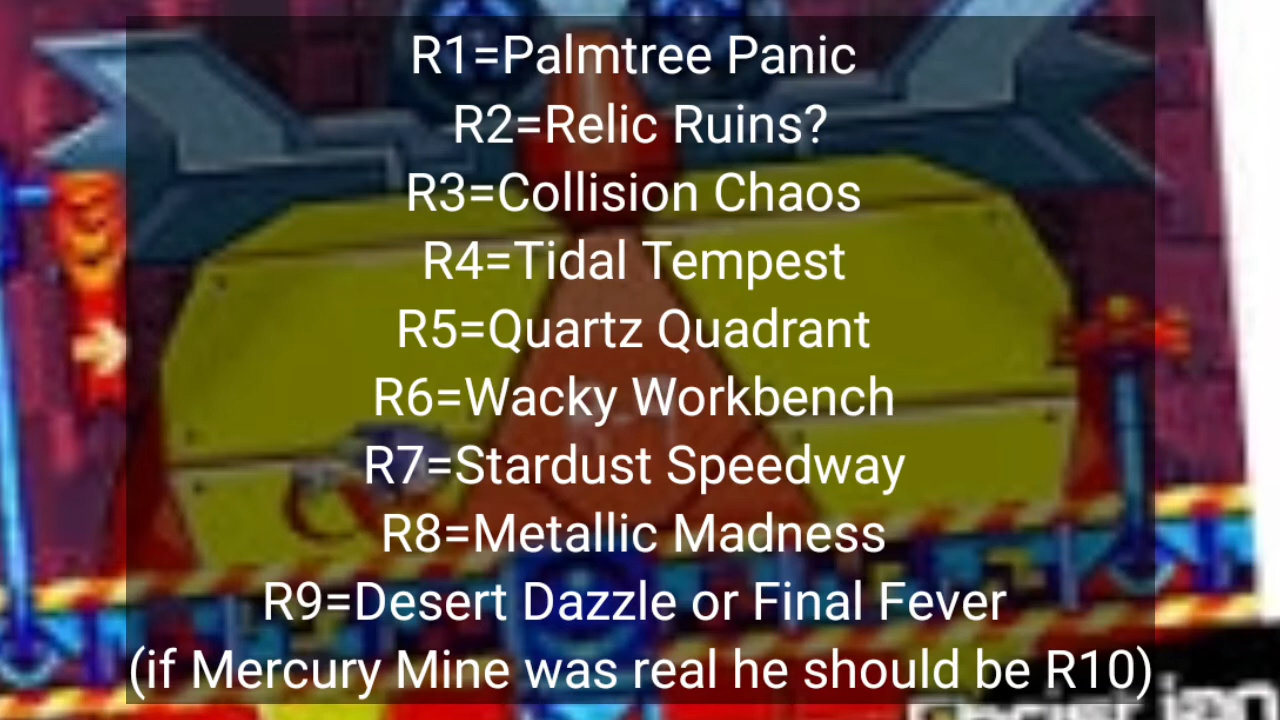 R1=Palmtree Panic
R2=Relic Ruins?
R3=Collision Chaos
R4=Tidal Tempest
R5=Quartz Quadrant
R6=Wacky Workbench
R7=Stardust Speedway
R8=Metallic Madness
R9=Desert Dazzle or Final Fever
(if Mercury Mine was real he should be R10)